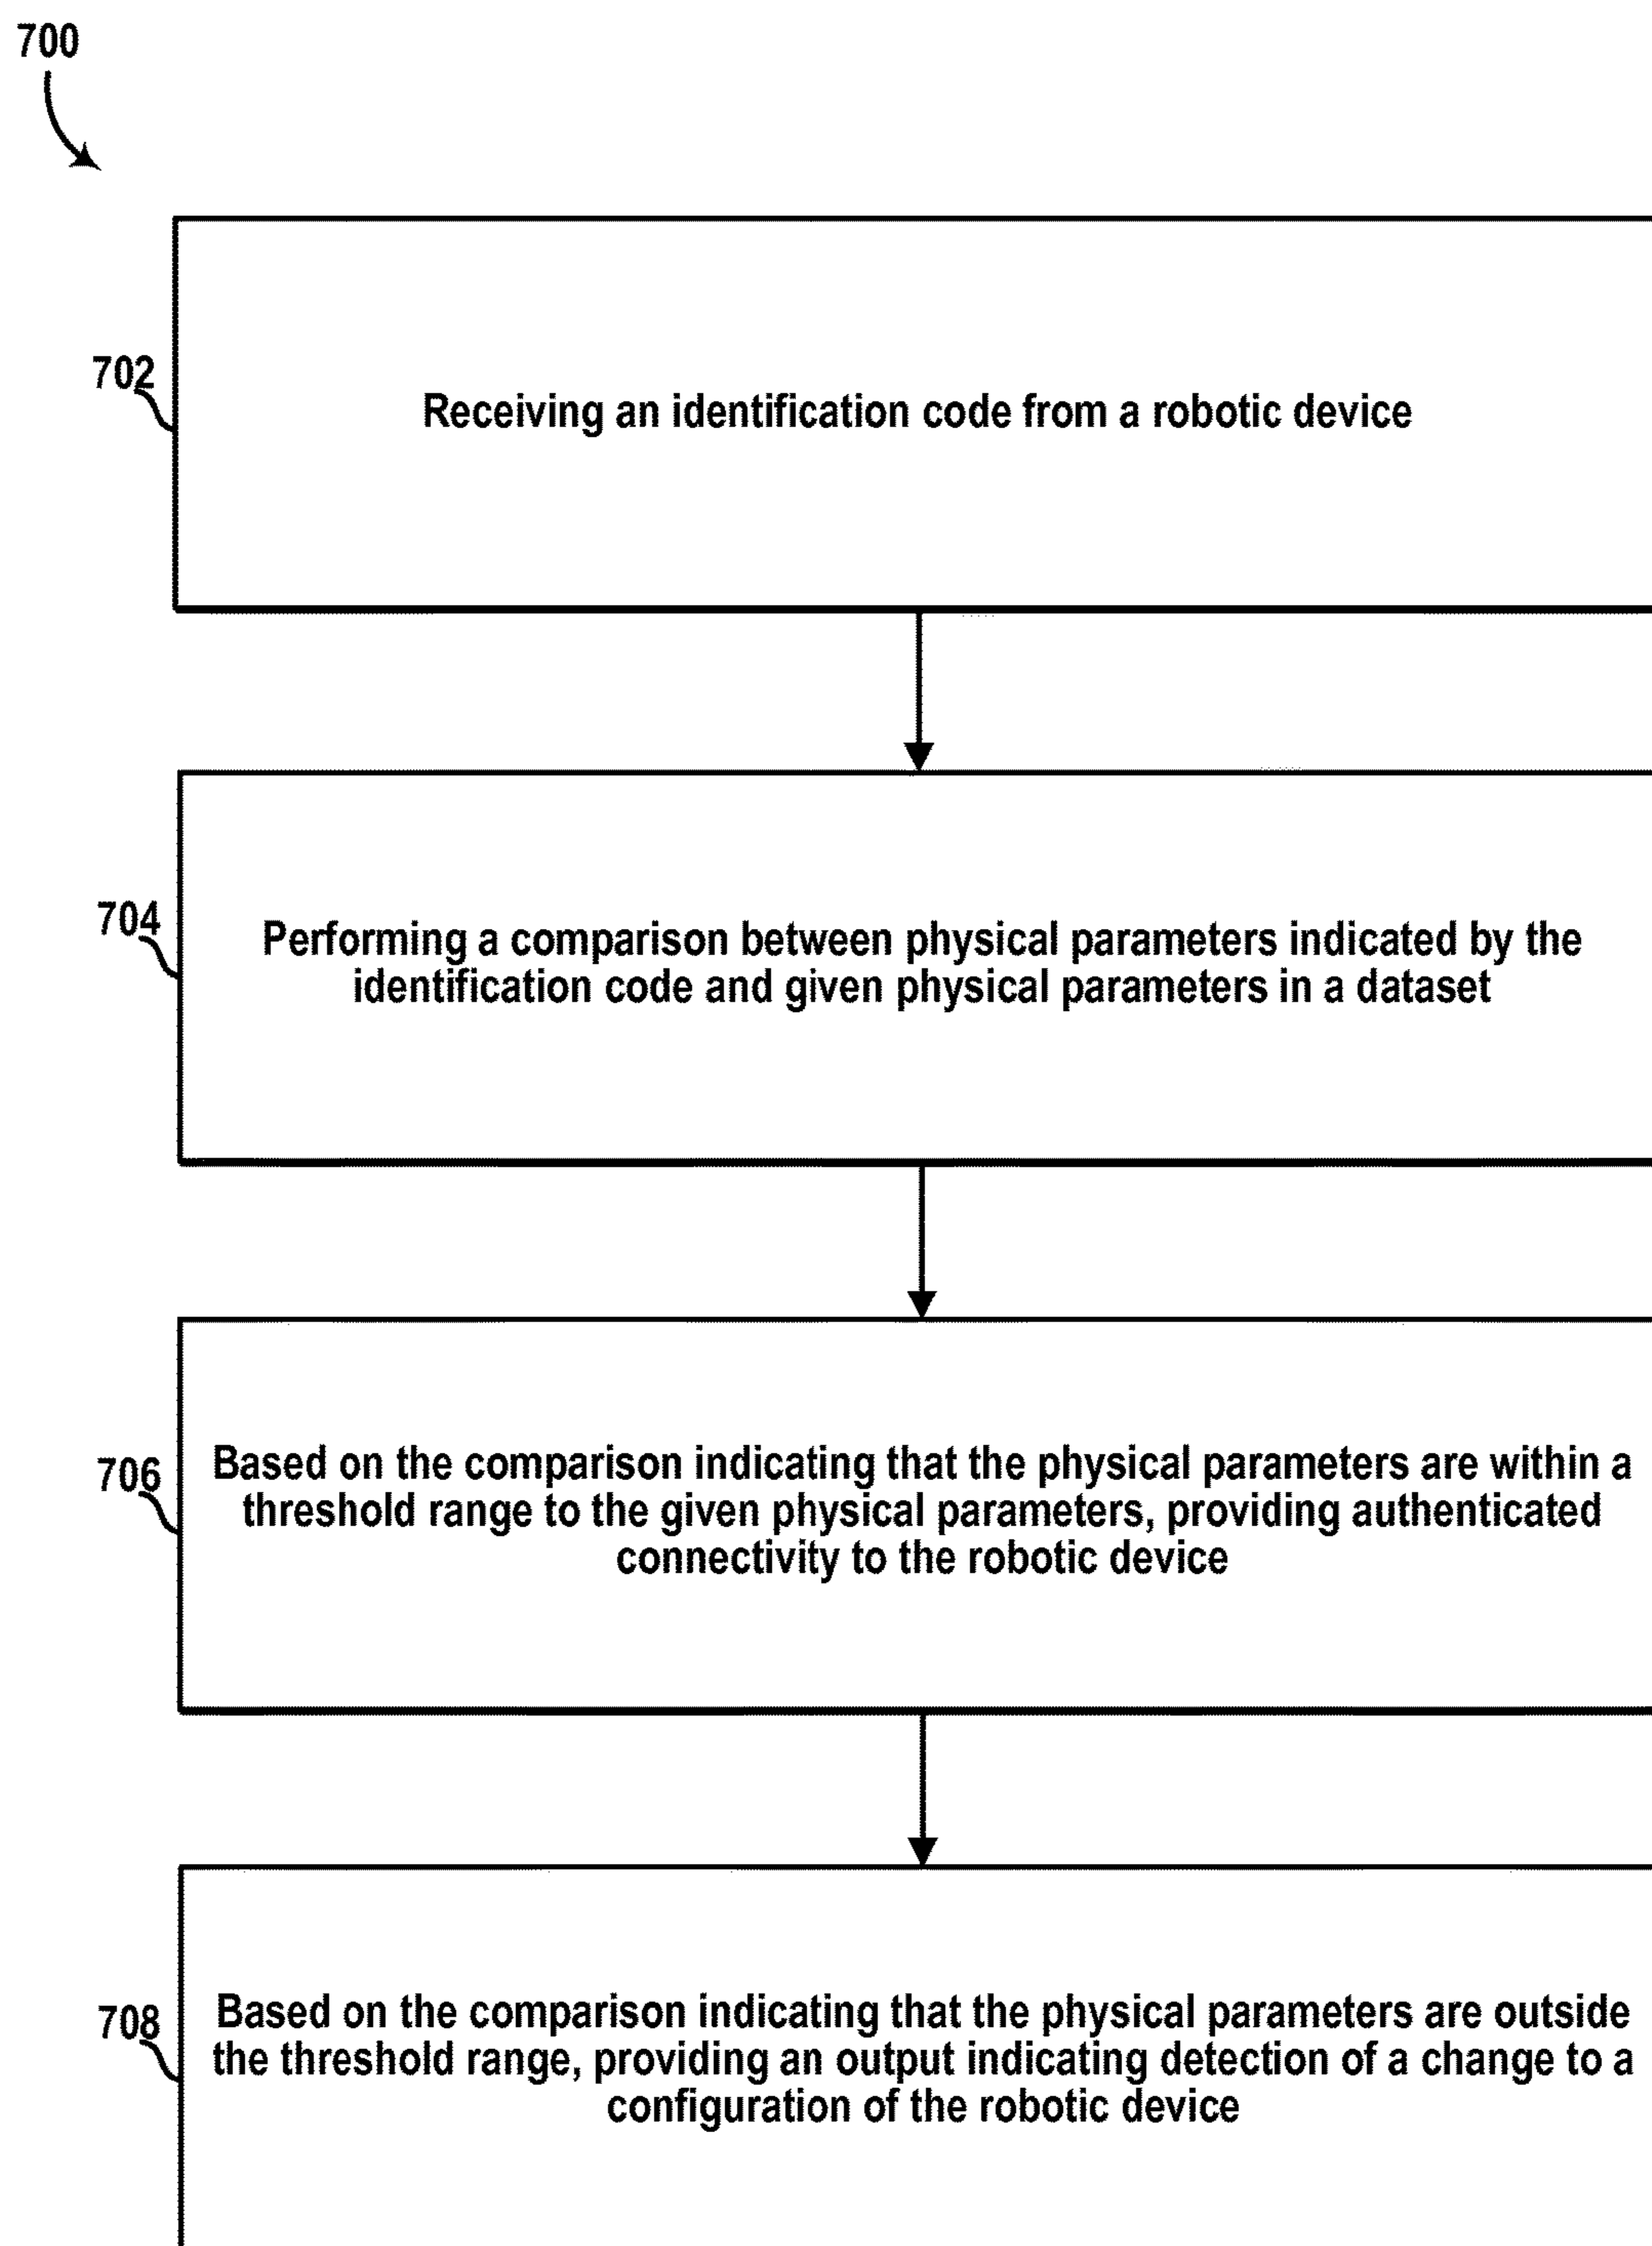 700
702
Receiving an identification code from a robotic device
704
Performing a comparison between physical parameters indicated by the
identification code and given physical parameters in a dataset
706
Based on the comparison indicating that the physical parameters are within a
threshold range to the given physical parameters, providing authenticated
connectivity to the robotic device
708
Based on the comparison indicating that the physical parameters are outside
the threshold range, providing an output indicating detection of a change to a
configuration of the robotic device